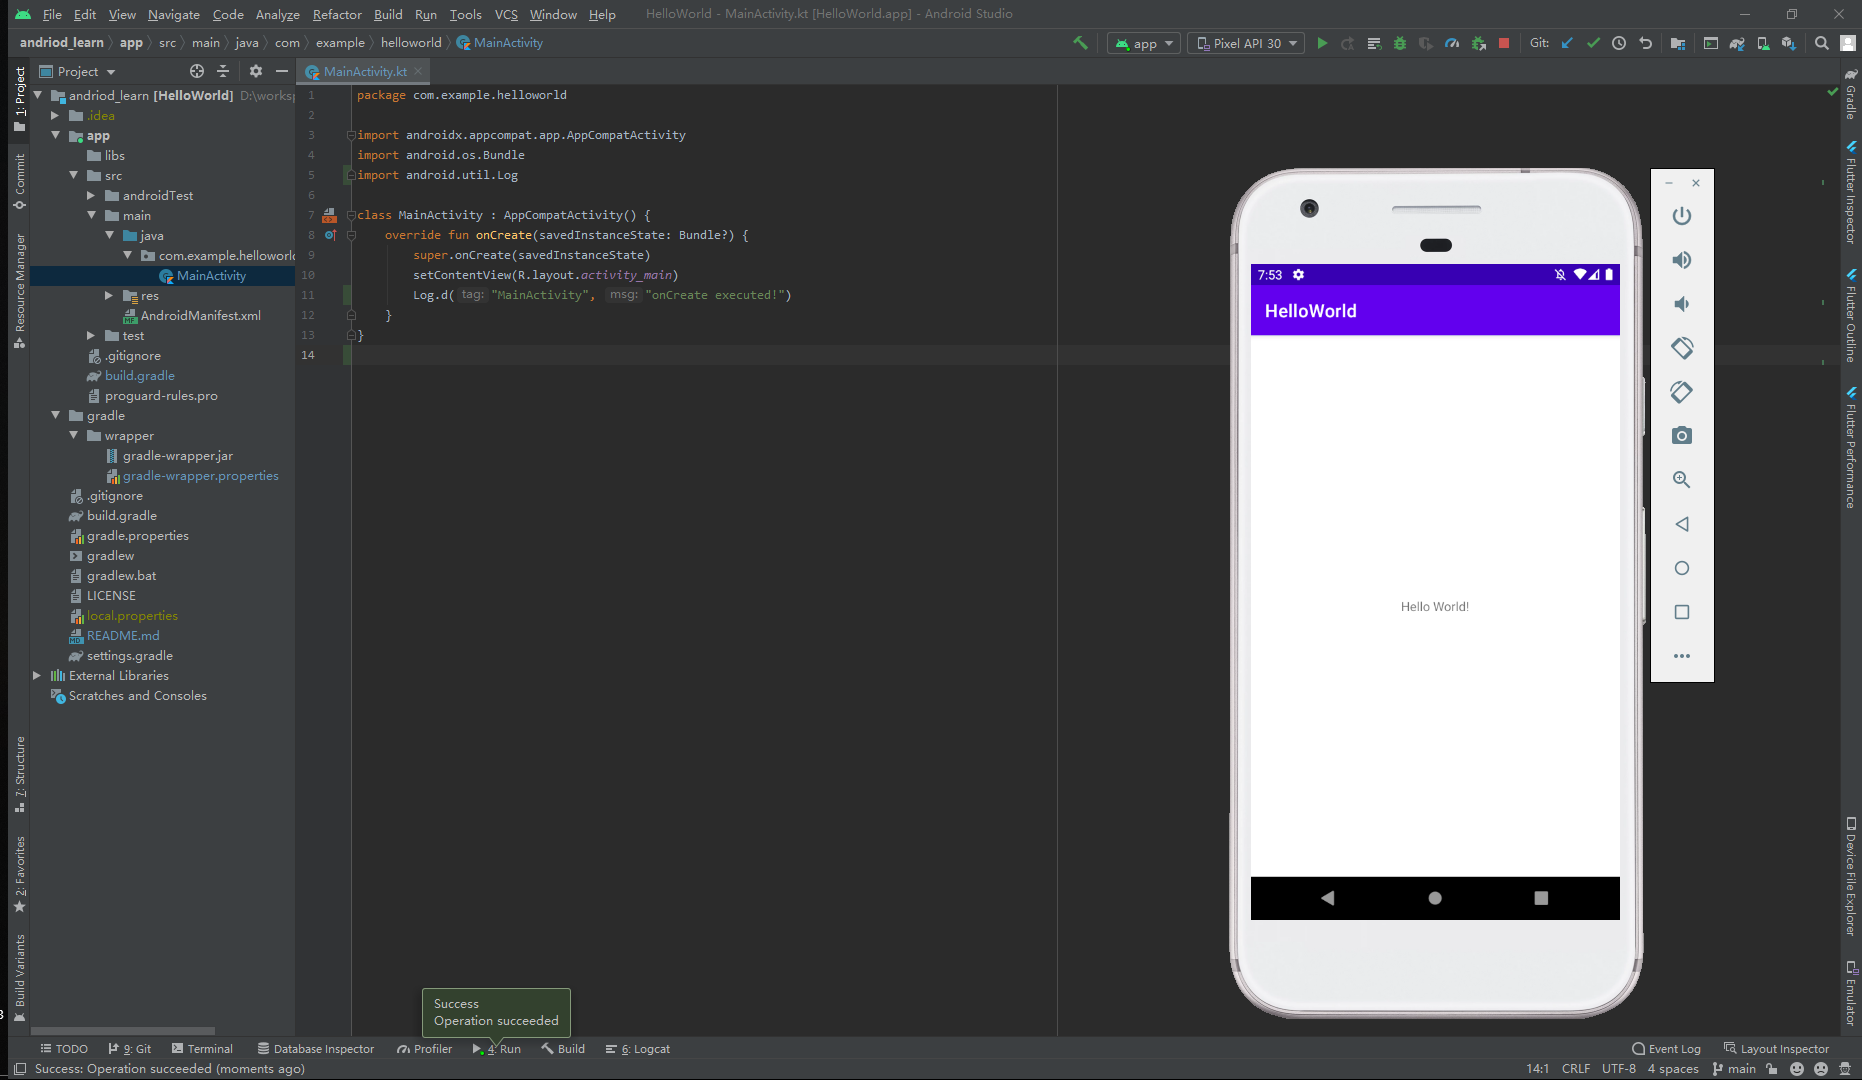 File Edit View Navigate Code Analyze Refactor Build Run Tools VCS Window Help HelloWorld - MainActivity.kt [HelloWorld.app] - Android Studio
andriod_learn app src main java com example helloworld MainActivity app Pixel API 30 Git:
Project MainActivity.kt
andriod_learn [HelloWorld] D:\worksp
.idea
app
libs
src
androidTest
main
java
com.example.helloworld
MainActivity
res
AndroidManifest.xml
test
.gitignore
build.gradle
proguard-rules.pro
gradle
wrapper
gradle-wrapper.jar
gradle-wrapper.properties
.gitignore
build.gradle
gradle.properties
gradlew
gradlew.bat
LICENSE
local.properties
README.md
settings.gradle
External Libraries
Scratches and Consoles
1: Project
Commit
Resource Manager
7: Structure
2: Favorites
Build Variants
1 package com.example.helloworld
2
3 import androidx.appcompat.app.AppCompatActivity
4 import android.os.Bundle
5 import android.util.Log
6
7 class MainActivity : AppCompatActivity() {
8 override fun onCreate(savedInstanceState: Bundle?) {
9 super.onCreate(savedInstanceState)
10 setContentView(R.layout.activity_main)
11 Log.d( tag: "MainActivity", msg: "onCreate executed!")
12 }
13 }
14
7:53
HelloWorld
Hello World!
Gradle
Flutter Inspector
Flutter Outline
Flutter Performance
Device File Explorer
Emulator
Success
Operation succeeded
TODO 9: Git Terminal Database Inspector Profiler 4: Run Build 6: Logcat Event Log Layout Inspector
Success: Operation succeeded (moments ago) 14:1 CRLF UTF-8 4 spaces main